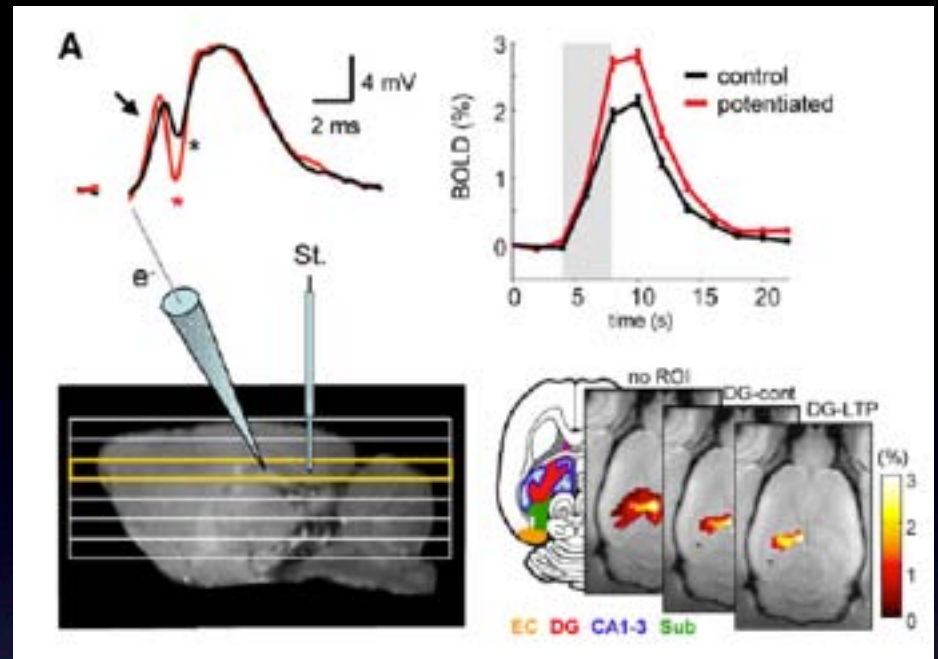 A
4 mV
2 ms
*
*
e-
St.
BOLD (%)
3
2
1
0
control
potentiated
0 5 10 15 20
time (s)
no ROI
DG-cont
DG-LTP
(%)
3
2
1
0
EC DG CA1-3 Sub